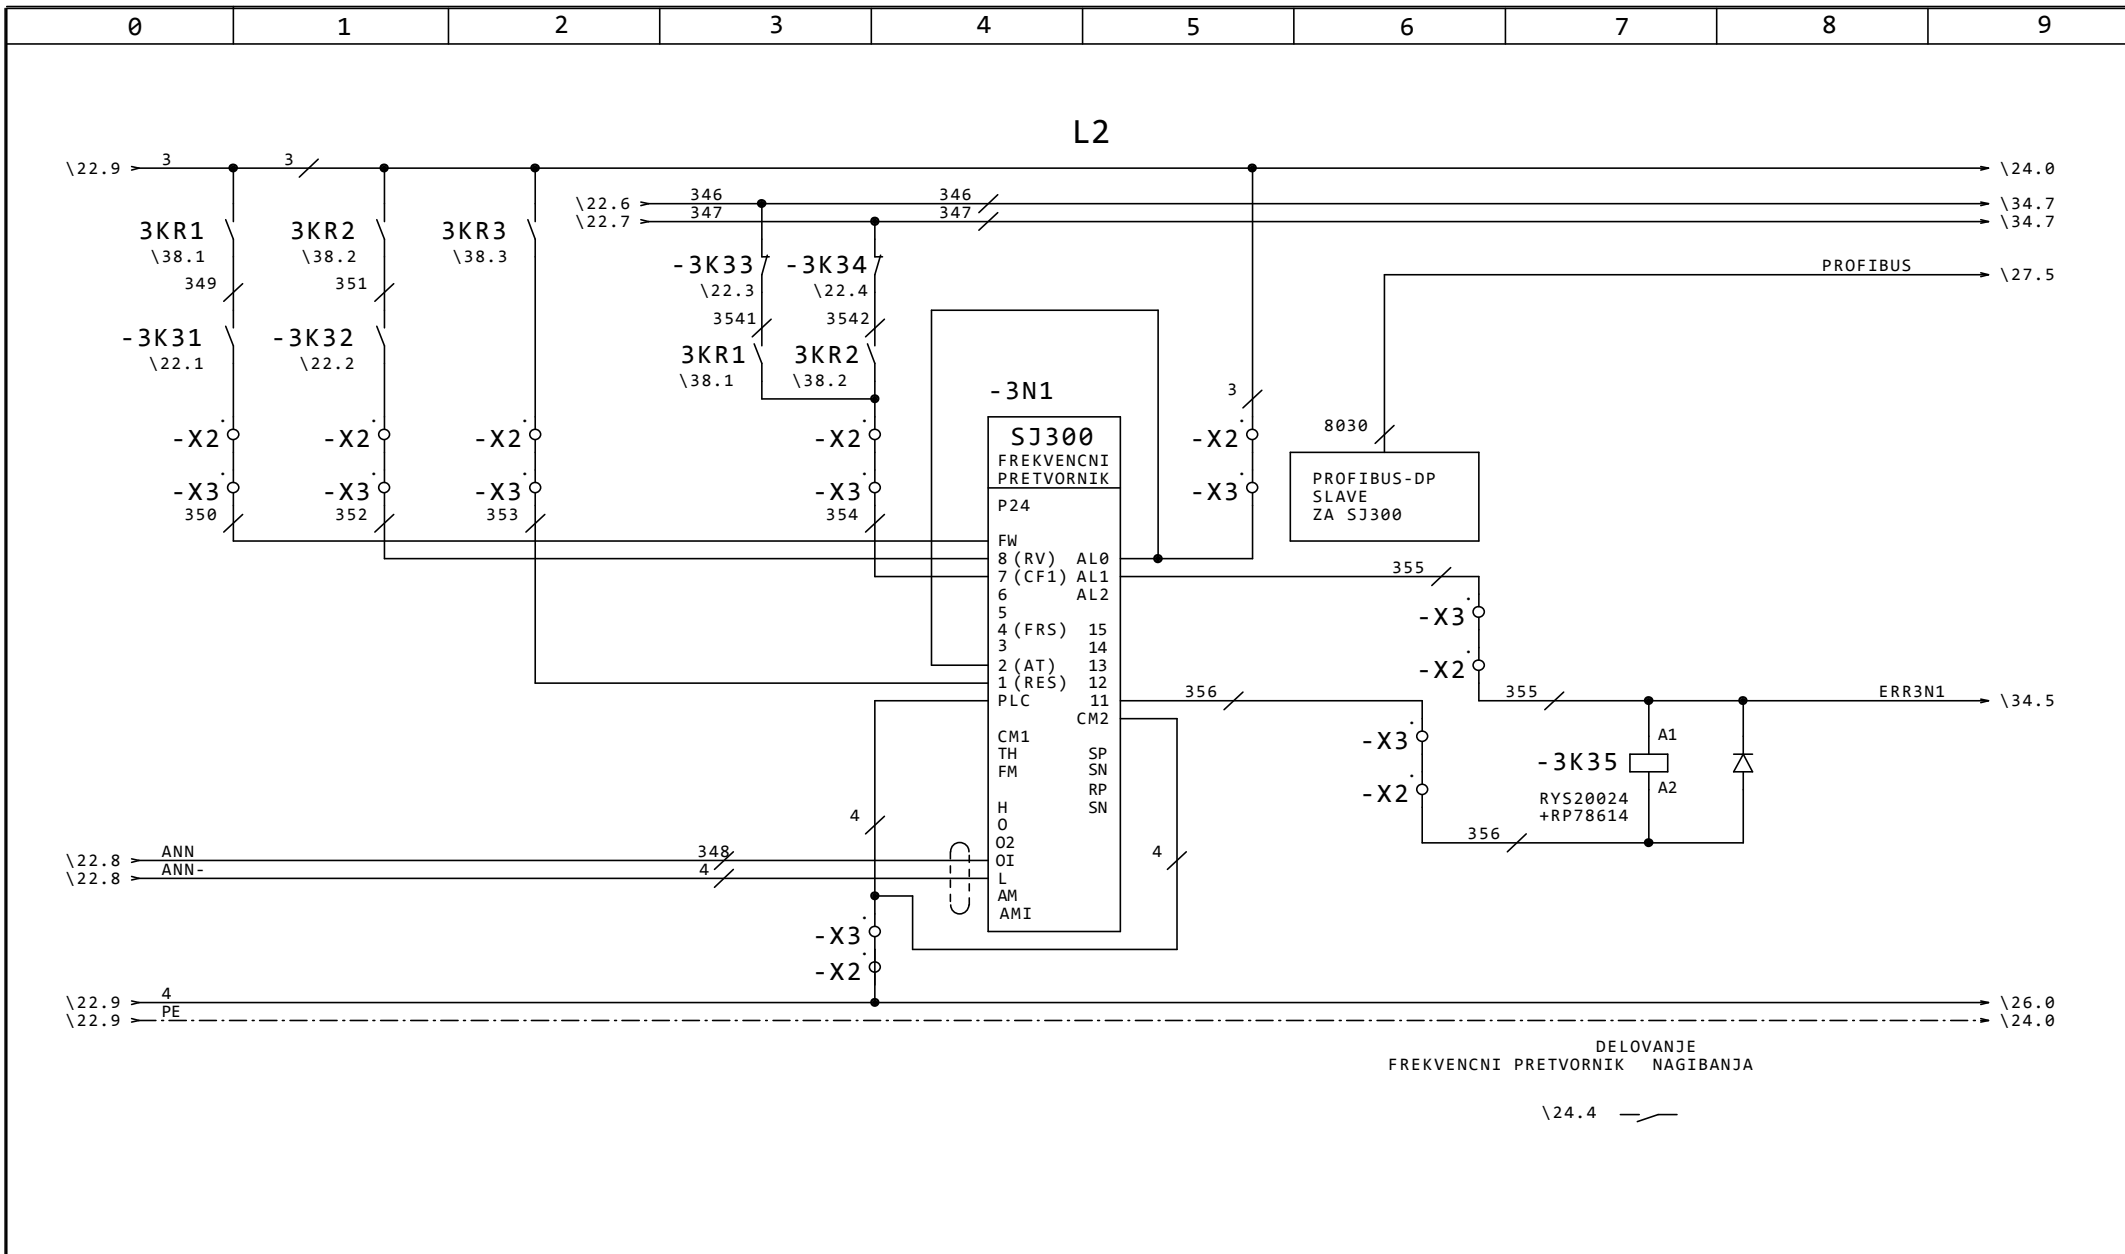 0 1 2 3 4 5 6 7 8 9
L2
\22.9 3 3 \24.0
\22.6 346 346 \34.7
\22.7 347 347 \34.7
3KR1 3KR2 3KR3
\38.1 \38.2 \38.3
-3K33 -3K34
\22.3 \22.4
PROFIBUS \27.5
349 351
3541 3542
-3K31 -3K32
\22.1 \22.2
3KR1 3KR2
\38.1 \38.2
-3N1
3
8030
-X2 -X2 -X2 -X2 -X2
-X3 -X3 -X3 -X3 -X3
350 352 353 354
SJ300
FREKVENCNI
PRETVORNIK
PROFIBUS-DP
SLAVE
ZA SJ300
P24
FW
8(RV) AL0
7(CF1) AL1
6 AL2
5
4(FRS) 15
3 14
2(AT) 13
1(RES) 12
PLC 11
CM2
CM1
TH SP
FM SN
RP
H SN
O
O2
OI
L
AM
AMI
355
-X3
-X2
356
355
ERR3N1 \34.5
-X3
-X2
A1
-3K35
A2
RYS20024
+RP78614
356
4
4
\22.8 ANN 348
\22.8 ANN- 4
-X3
-X2
\22.9 4 \26.0
\22.9 PE \24.0
DELOVANJE
FREKVENCNI PRETVORNIK NAGIBANJA
\24.4